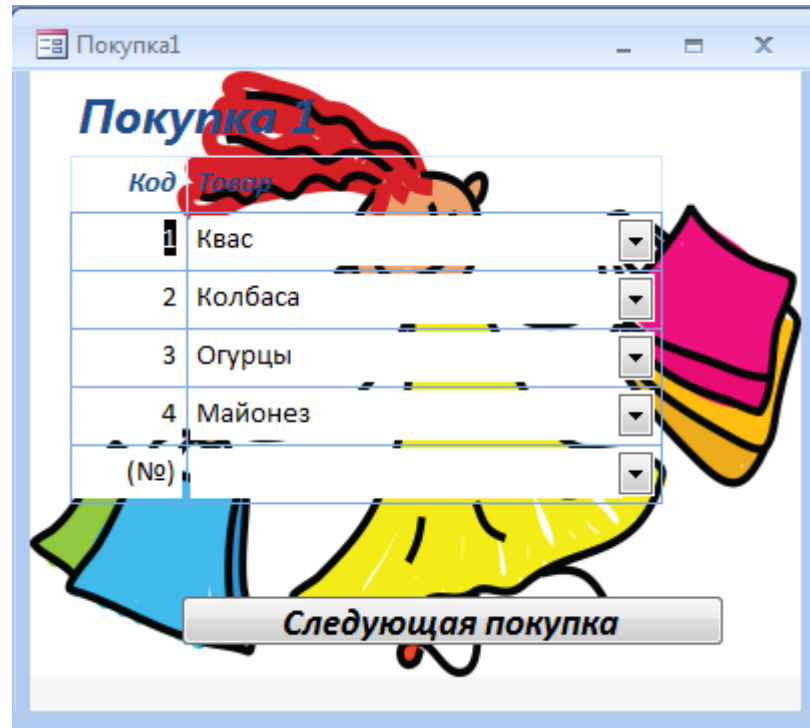 Покупка1
Покупка 1
Код Товар
1 Квас
2 Колбаса
3 Огурцы
4 Майонез
(№)
Следующая покупка